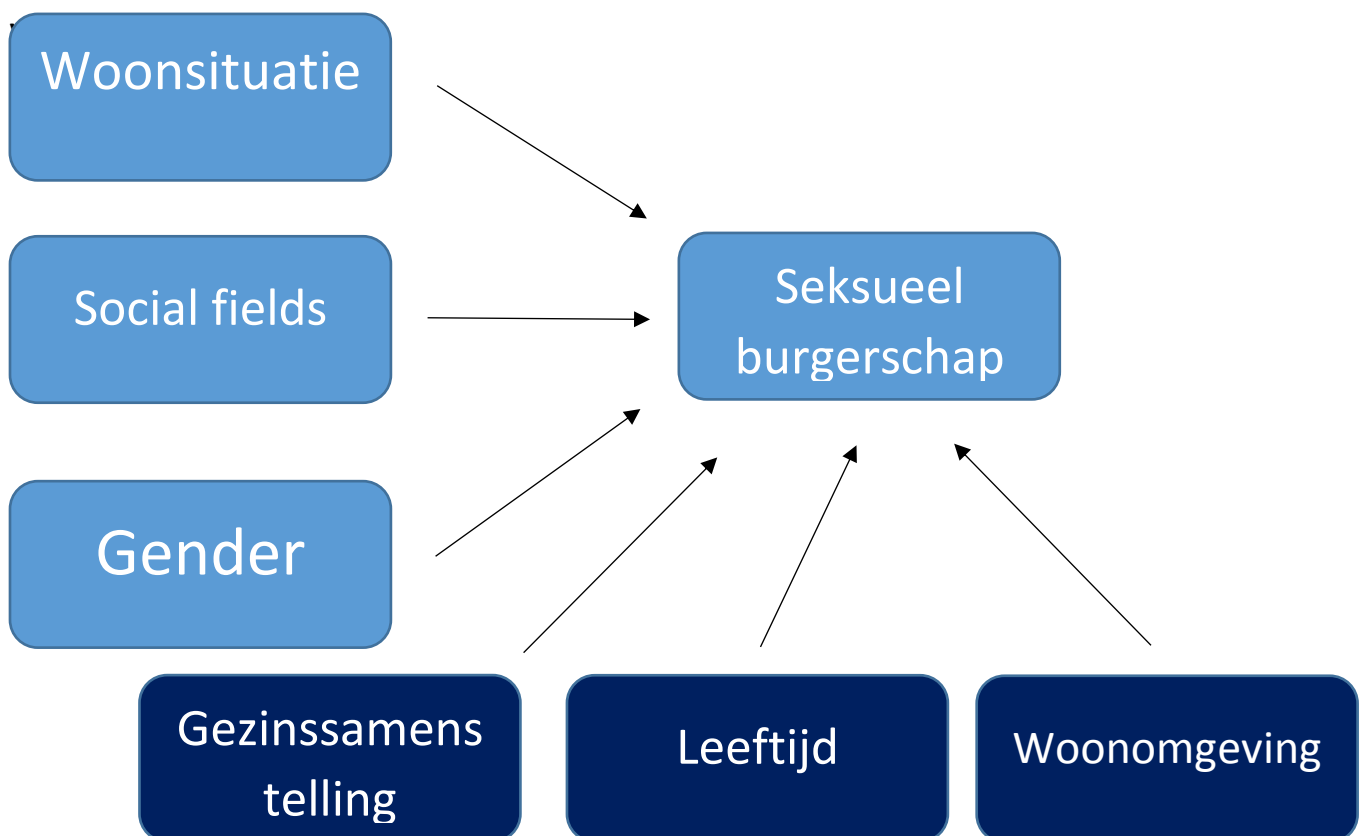 Woonsituatie
Social fields
Seksueel
burgerschap
Gender
Gezinssamens
telling
Leeftijd
Woonomgeving